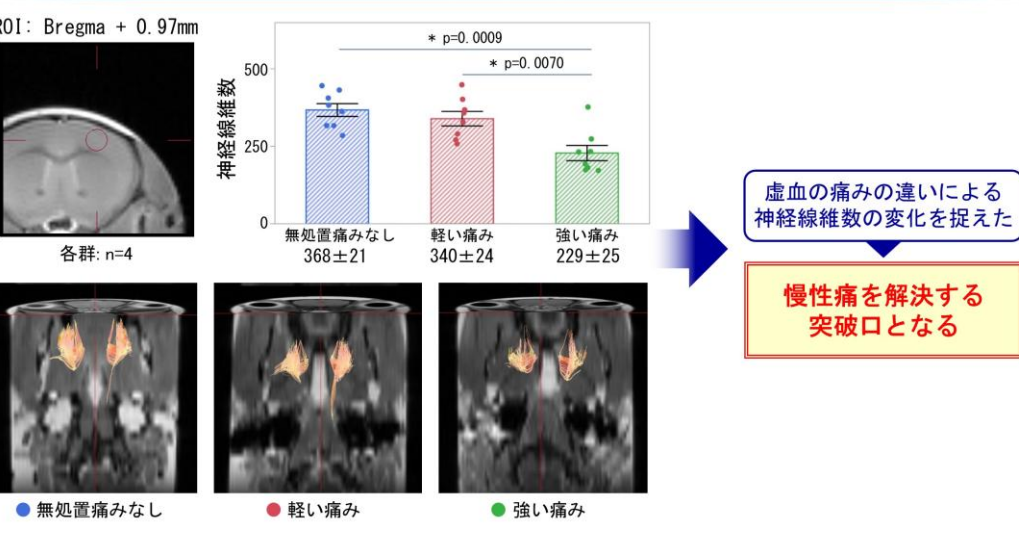 ROI: Bregma + 0.97mm
各群: n=4
神経線維数
500
250
0
* p=0.0009
* p=0.0070
無処置痛みなし
368±21
軽い痛み
340±24
強い痛み
229±25
虚血の痛みの違いによる
神経線維数の変化を捉えた
慢性痛を解決する
突破口となる
無処置痛みなし
軽い痛み
強い痛み